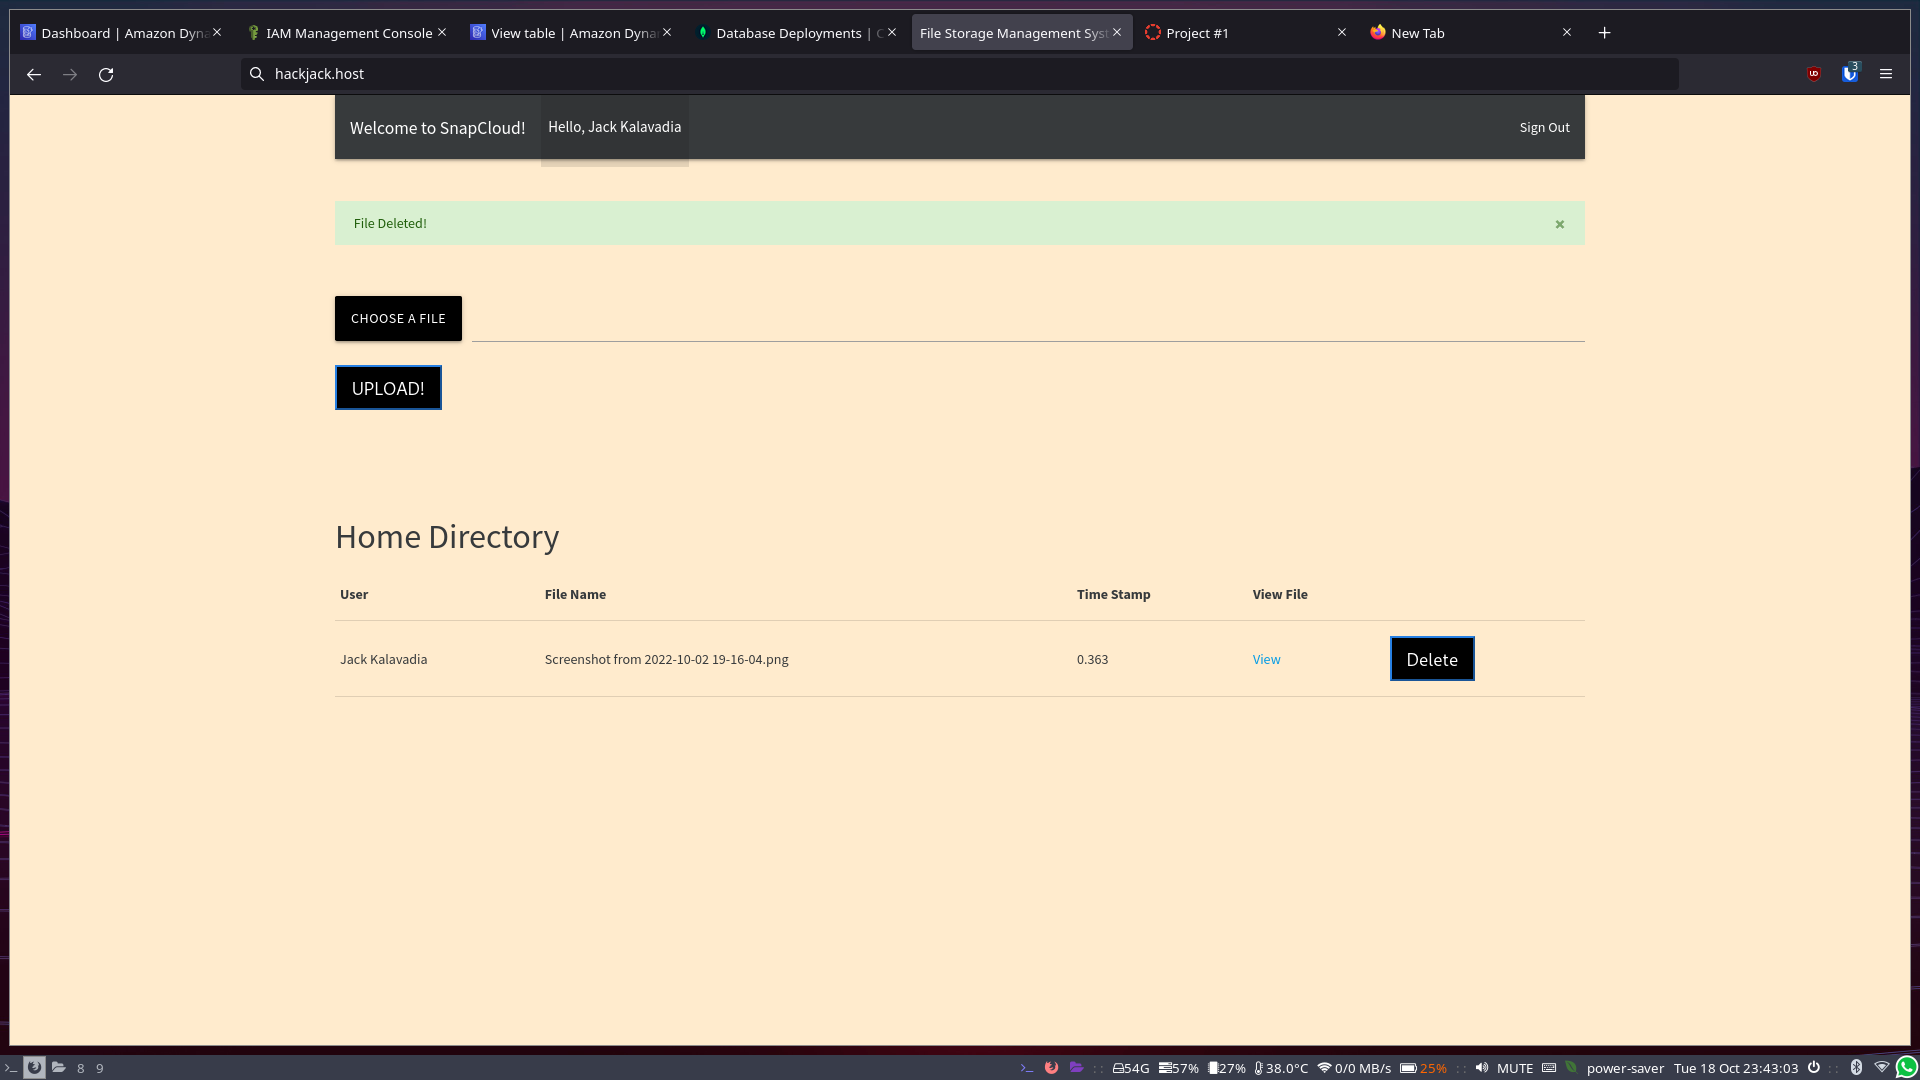 Dashboard | Amazon Dyna
IAM Management Console
View table | Amazon Dyna
Database Deployments | C
File Storage Management Syst
Project #1
New Tab
hackjack.host
3
Welcome to SnapCloud!
Hello, Jack Kalavadia
Sign Out
File Deleted!
CHOOSE A FILE
UPLOAD!
Home Directory
User File Name Time Stamp View File
Jack Kalavadia Screenshot from 2022-10-02 19-16-04.png 0.363 View Delete
8 9 54G 57% 27% 38.0°C 0/0 MB/s 25% MUTE power-saver Tue 18 Oct 23:43:03